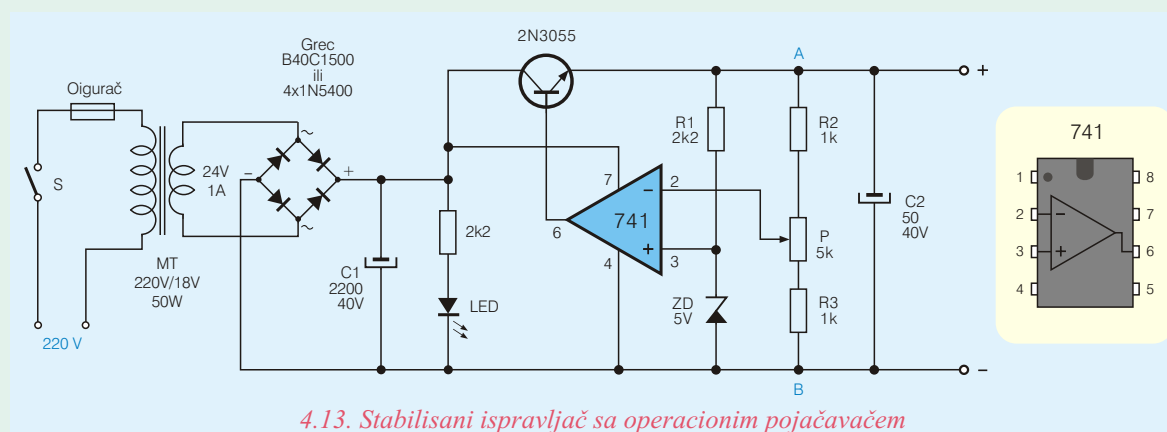 Grec
B40C1500
ili
4x1N5400
2N3055
Oigurač
S
24V
1A
MT
220V/18V
50W
220 V
~
~
-
+
C1
2200
40V
2k2
LED
741
7
2
6
4
3
-
+
R1
2k2
ZD
5V
A
R2
1k
P
5k
R3
1k
B
C2
50
40V
+
-
741
1
2
3
4
8
7
6
5
-
+
4.13. Stabilisani ispravljač sa operacionim pojačavačem